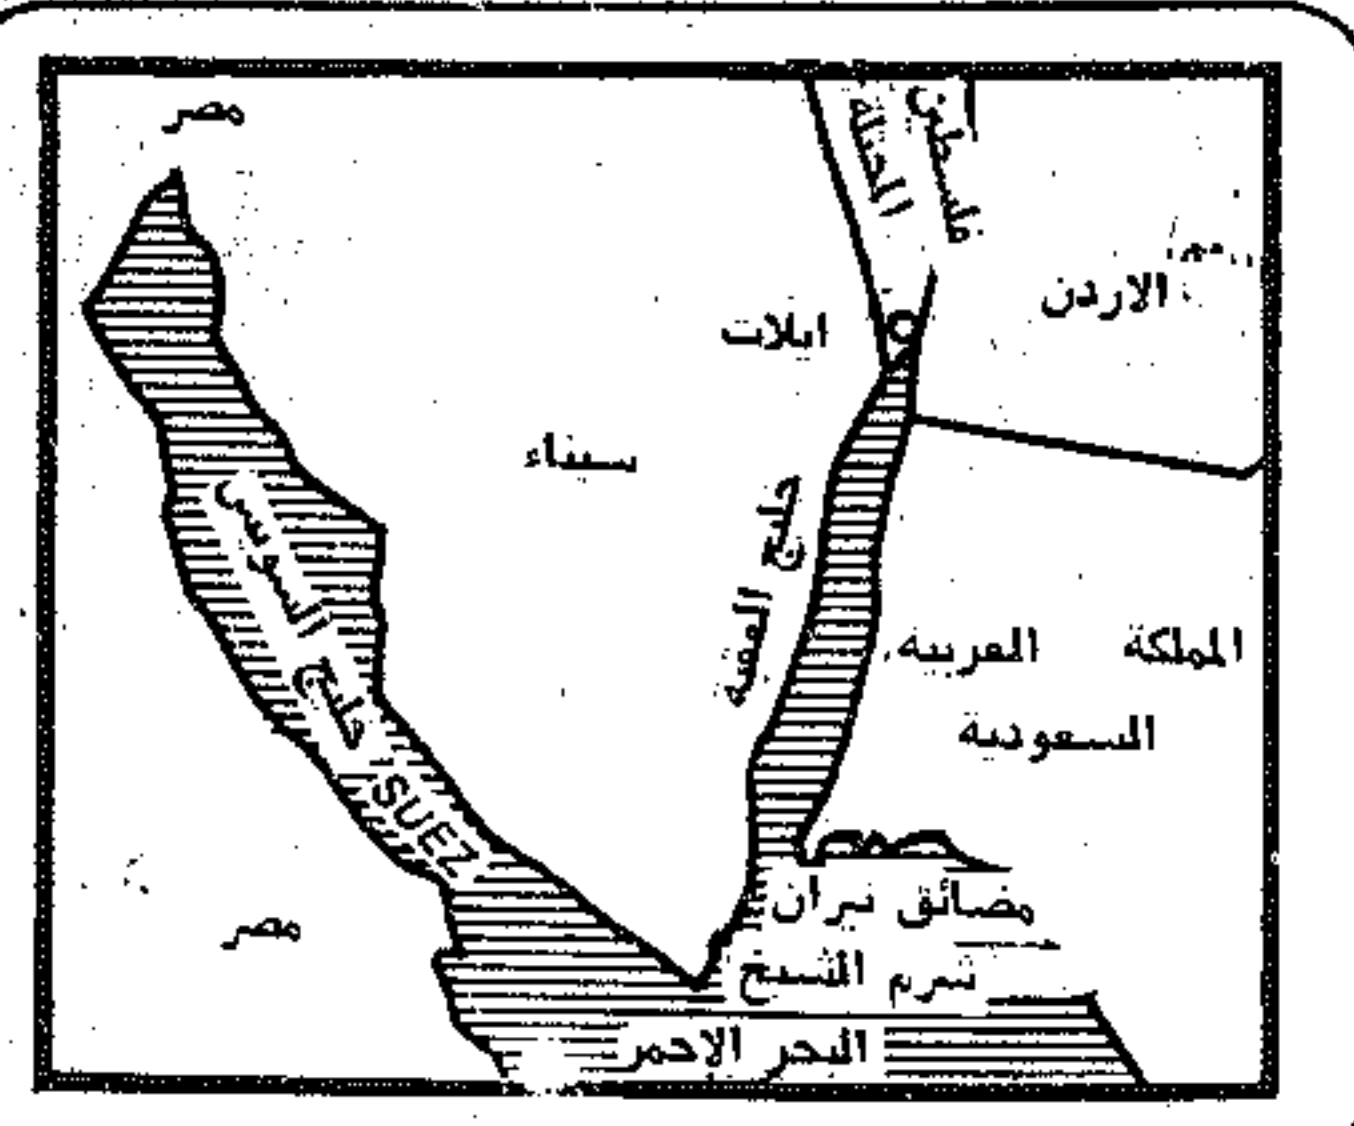 مصر
فلسطين
المحتلة
الاردن
ايلات
سيناء
خليج العقبه
خليج السويس
SUEZ
المملكة العربية
السعودية
مضائق تيران
شرم الشيخ
مصر
البحر الاحمر